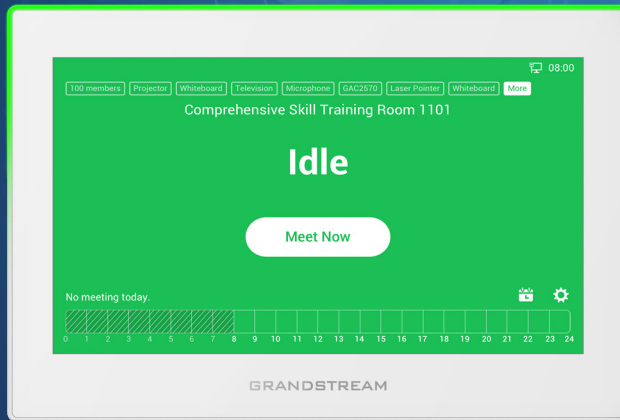 08:00
100 members Projector Whiteboard Television Microphone GAC2570 Laser Pointer Whiteboard More
Comprehensive Skill Training Room 1101
Idle
Meet Now
No meeting today.
0 1 2 3 4 5 6 7 8 9 10 11 12 13 14 15 16 17 18 19 20 21 22 23 24
GRANDSTREAM